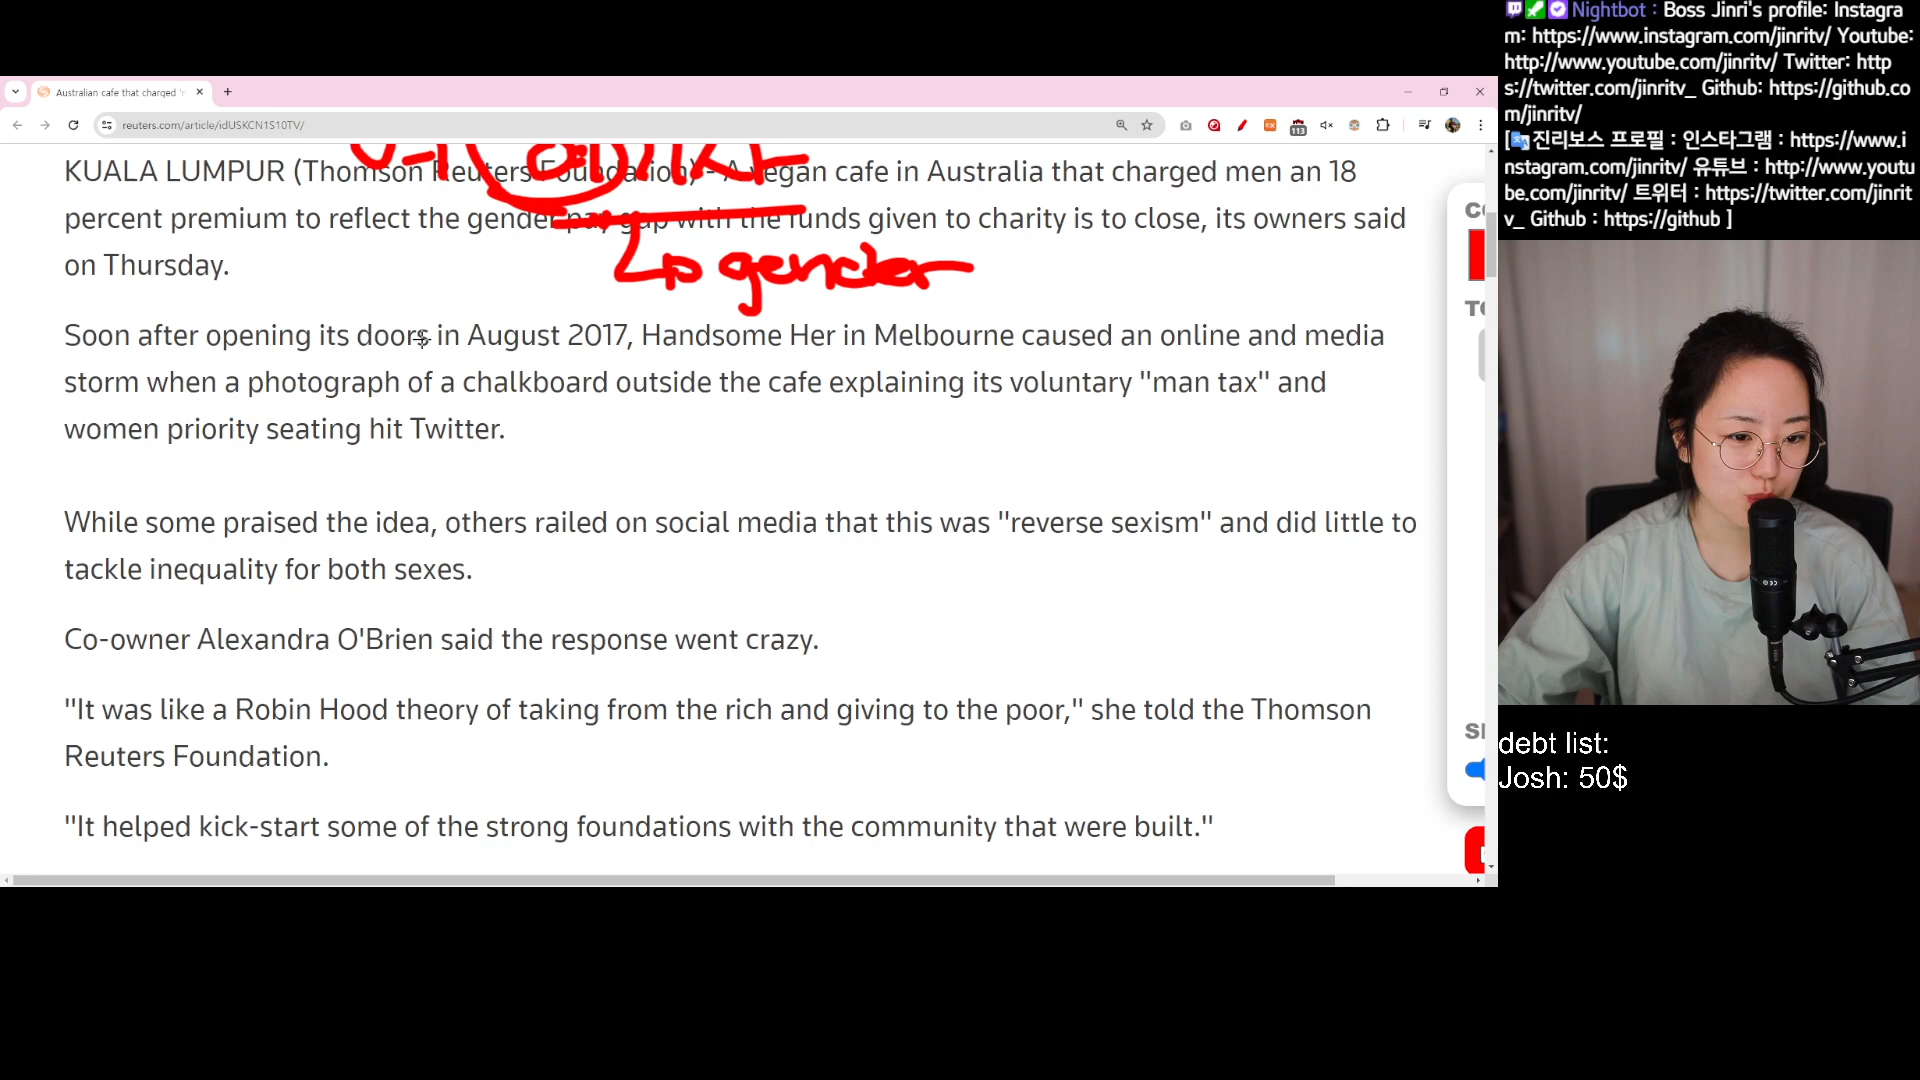 Australian cafe that charged 'm
reuters.com/article/idUSKCN1S10TV/
113
KUALA LUMPUR (Thomson Reuters Foundation) - A vegan cafe in Australia that charged men an 18
percent premium to reflect the gender pay gap with the funds given to charity is to close, its owners said
on Thursday.
gender
Soon after opening its doors in August 2017, Handsome Her in Melbourne caused an online and media
storm when a photograph of a chalkboard outside the cafe explaining its voluntary "man tax" and
women priority seating hit Twitter.
While some praised the idea, others railed on social media that this was "reverse sexism" and did little to
tackle inequality for both sexes.
Co-owner Alexandra O'Brien said the response went crazy.
"It was like a Robin Hood theory of taking from the rich and giving to the poor," she told the Thomson
Reuters Foundation.
"It helped kick-start some of the strong foundations with the community that were built."
Nightbot : Boss Jinri's profile: Instagra
m: https://www.instagram.com/jinritv/ Youtube:
http://www.youtube.com/jinritv/ Twitter: http
s://twitter.com/jinritv_ Github: https://github.co
m/jinritv/
[진리보스 프로필 : 인스타그램 : https://www.i
nstagram.com/jinritv/ 유튜브 : http://www.youtu
be.com/jinritv/ 트위터 : https://twitter.com/jinrit
v_ Github : https://github ]
debt list:
Josh: 50$